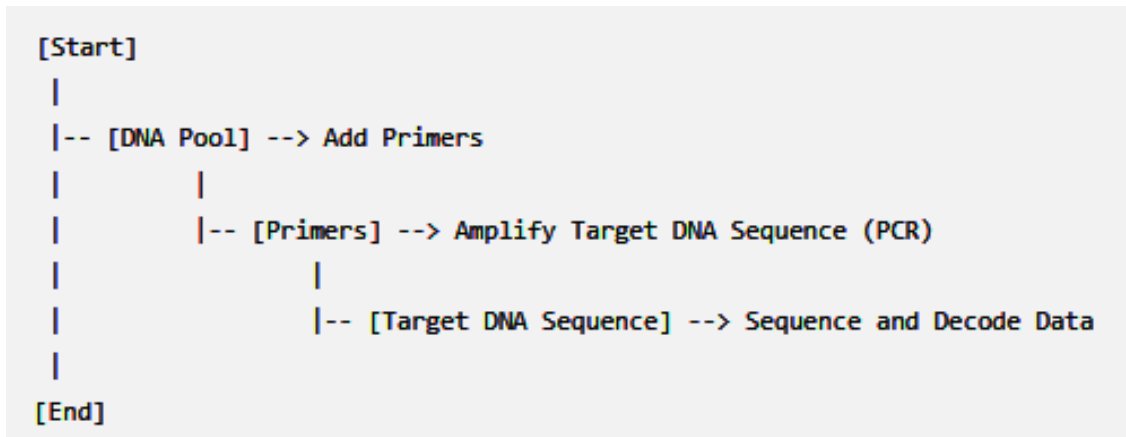 [Start]
|
|-- [DNA Pool] --> Add Primers
|         |
|         |-- [Primers] --> Amplify Target DNA Sequence (PCR)
|                 |
|                 |-- [Target DNA Sequence] --> Sequence and Decode Data
|
[End]